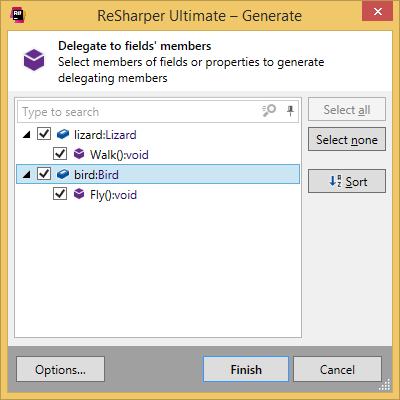 ReSharper Ultimate – Generate
Delegate to fields' members
Select members of fields or properties to generate
delegating members
Type to search
Select all
lizard:Lizard
Select none
Walk():void
bird:Bird
Sort
Fly():void
Options...
Finish
Cancel